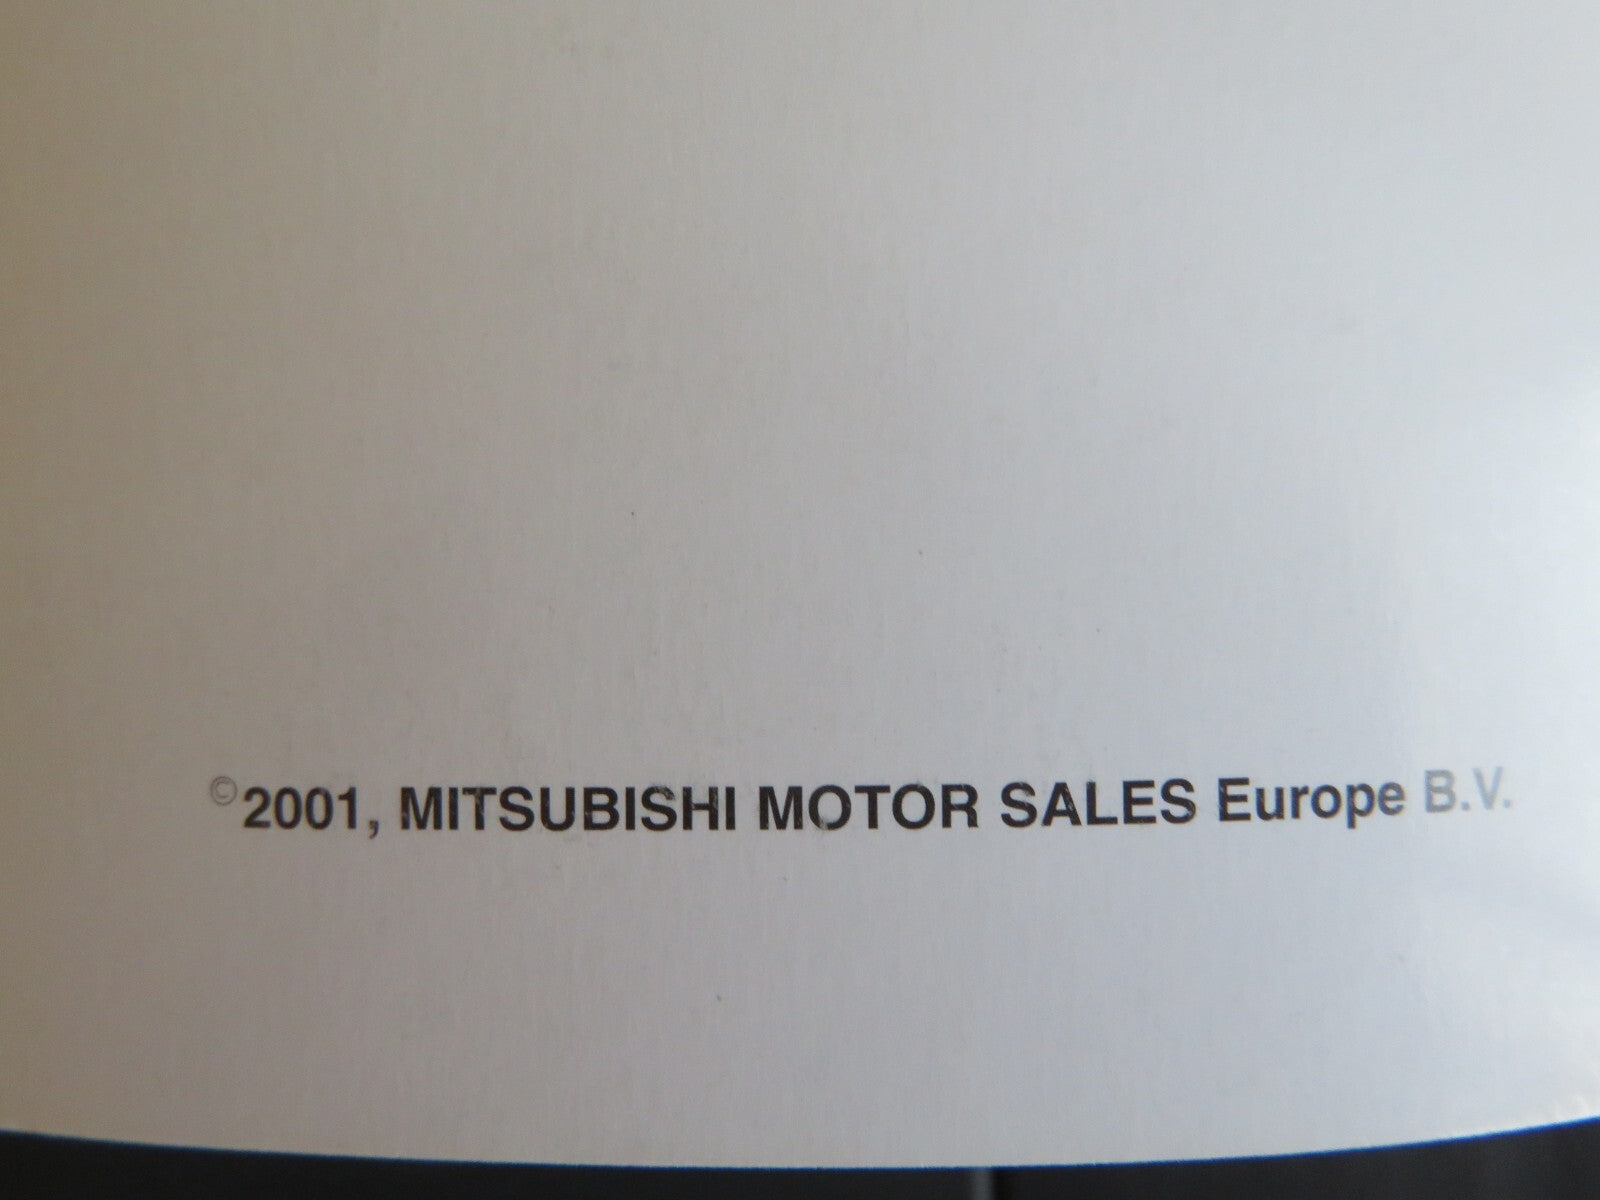 ©2001, MITSUBISHI MOTOR SALES Europe B.V.